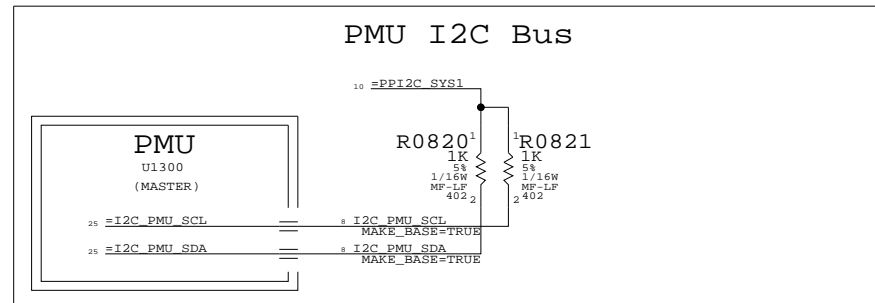 PMU I2C Bus
10 =PPI2C_SYS1
PMU
U1300
(MASTER)
R0820 1
1K
5%
1/16W
MF-LF
402 2
1 R0821
1K
5%
1/16W
MF-LF
2 402
25 =I2C_PMU_SCL
8 I2C_PMU_SCL
MAKE_BASE=TRUE
25 =I2C_PMU_SDA
8 I2C_PMU_SDA
MAKE_BASE=TRUE